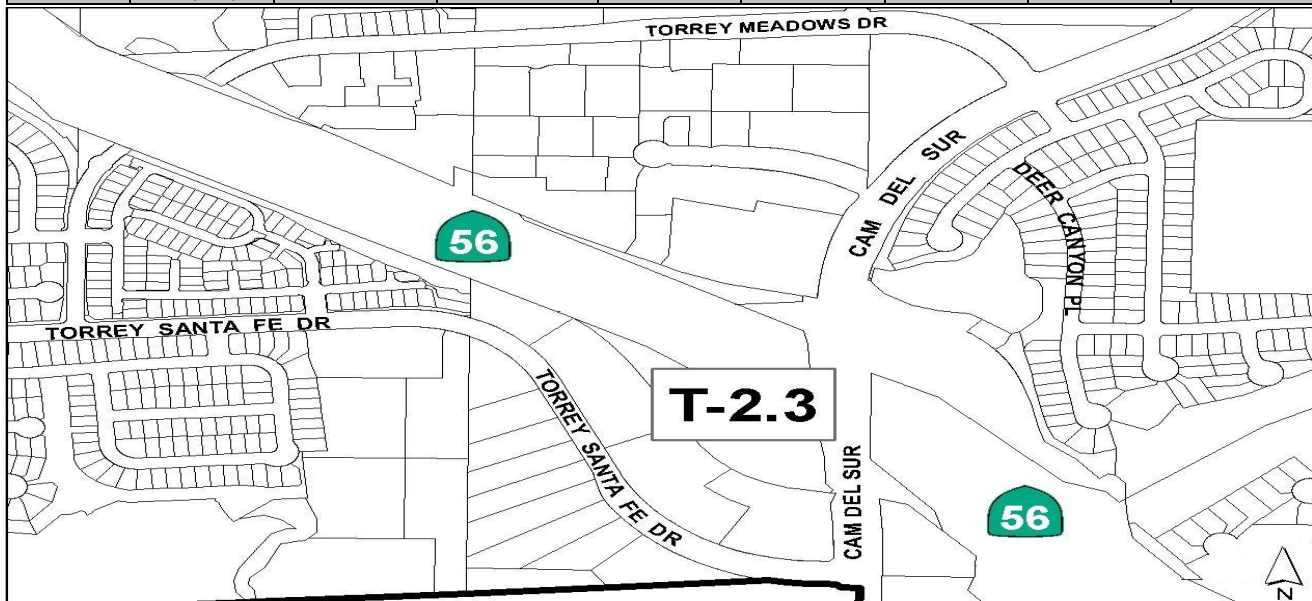 TORREY MEADOWS DR
CAM DEL SUR
DEER CANYON PL
56
TORREY SANTA FE DR
TORREY SANTA FE DR
T-2.3
CAM DEL SUR
56
N